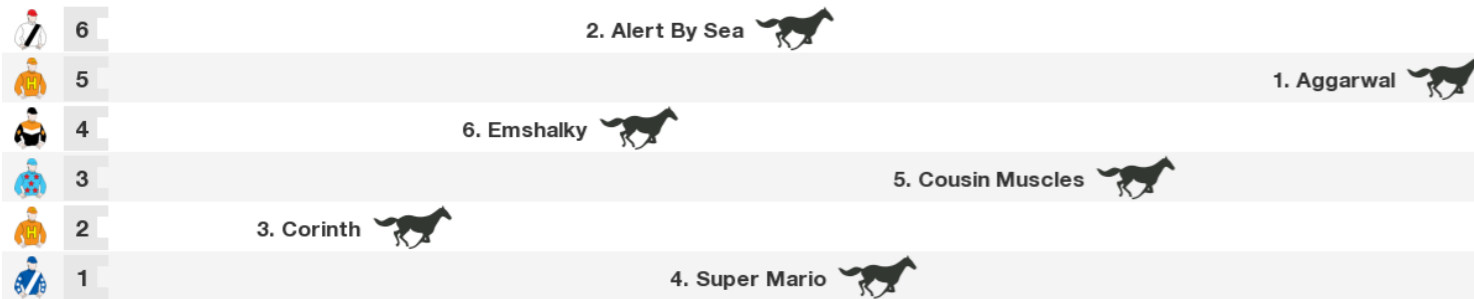 6 2. Alert By Sea
H 5 1. Aggarwal
4 6. Emshalky
3 5. Cousin Muscles
H 2 3. Corinth
1 4. Super Mario